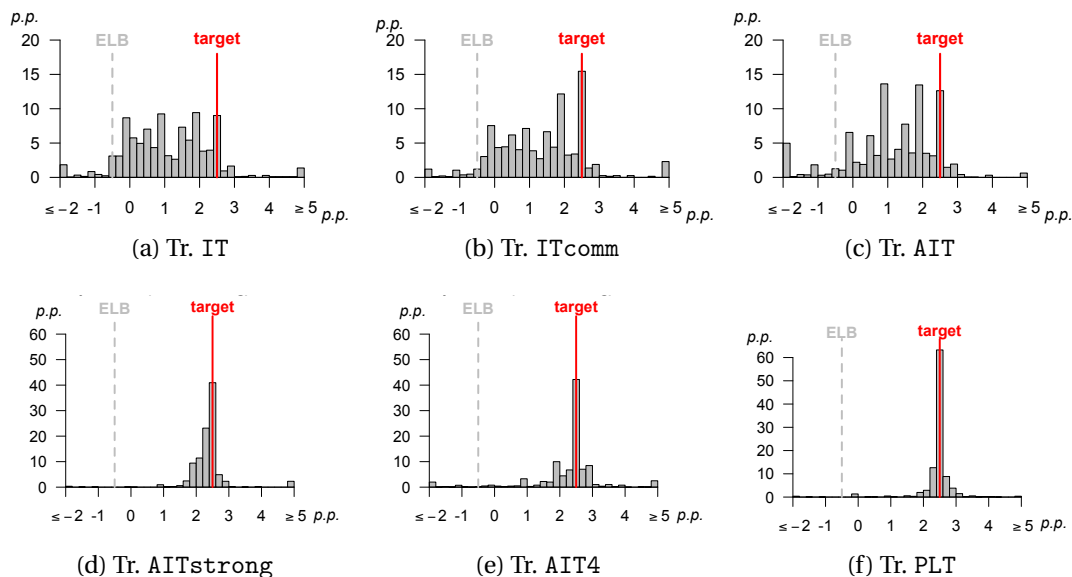 p.p.
ELB
target
20
15
10
5
0
≤ −2 -1 0 1 2 3 4 ≥ 5 p.p.
(a) Tr. IT
p.p.
ELB
target
20
15
10
5
0
≤ −2 -1 0 1 2 3 4 ≥ 5 p.p.
(b) Tr. ITcomm
p.p.
ELB
target
20
15
10
5
0
≤ −2 -1 0 1 2 3 4 ≥ 5 p.p.
(c) Tr. AIT
p.p.
ELB
target
60
50
40
30
20
10
0
≤ −2 -1 0 1 2 3 4 ≥ 5 p.p.
(d) Tr. AITstrong
p.p.
ELB
target
60
50
40
30
20
10
0
≤ −2 -1 0 1 2 3 4 ≥ 5 p.p.
(e) Tr. AIT4
p.p.
ELB
target
60
50
40
30
20
10
0
≤ −2 -1 0 1 2 3 4 ≥ 5 p.p.
(f) Tr. PLT